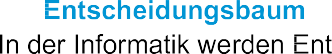 Entscheidungsbaum
In der Informatik werden Ent